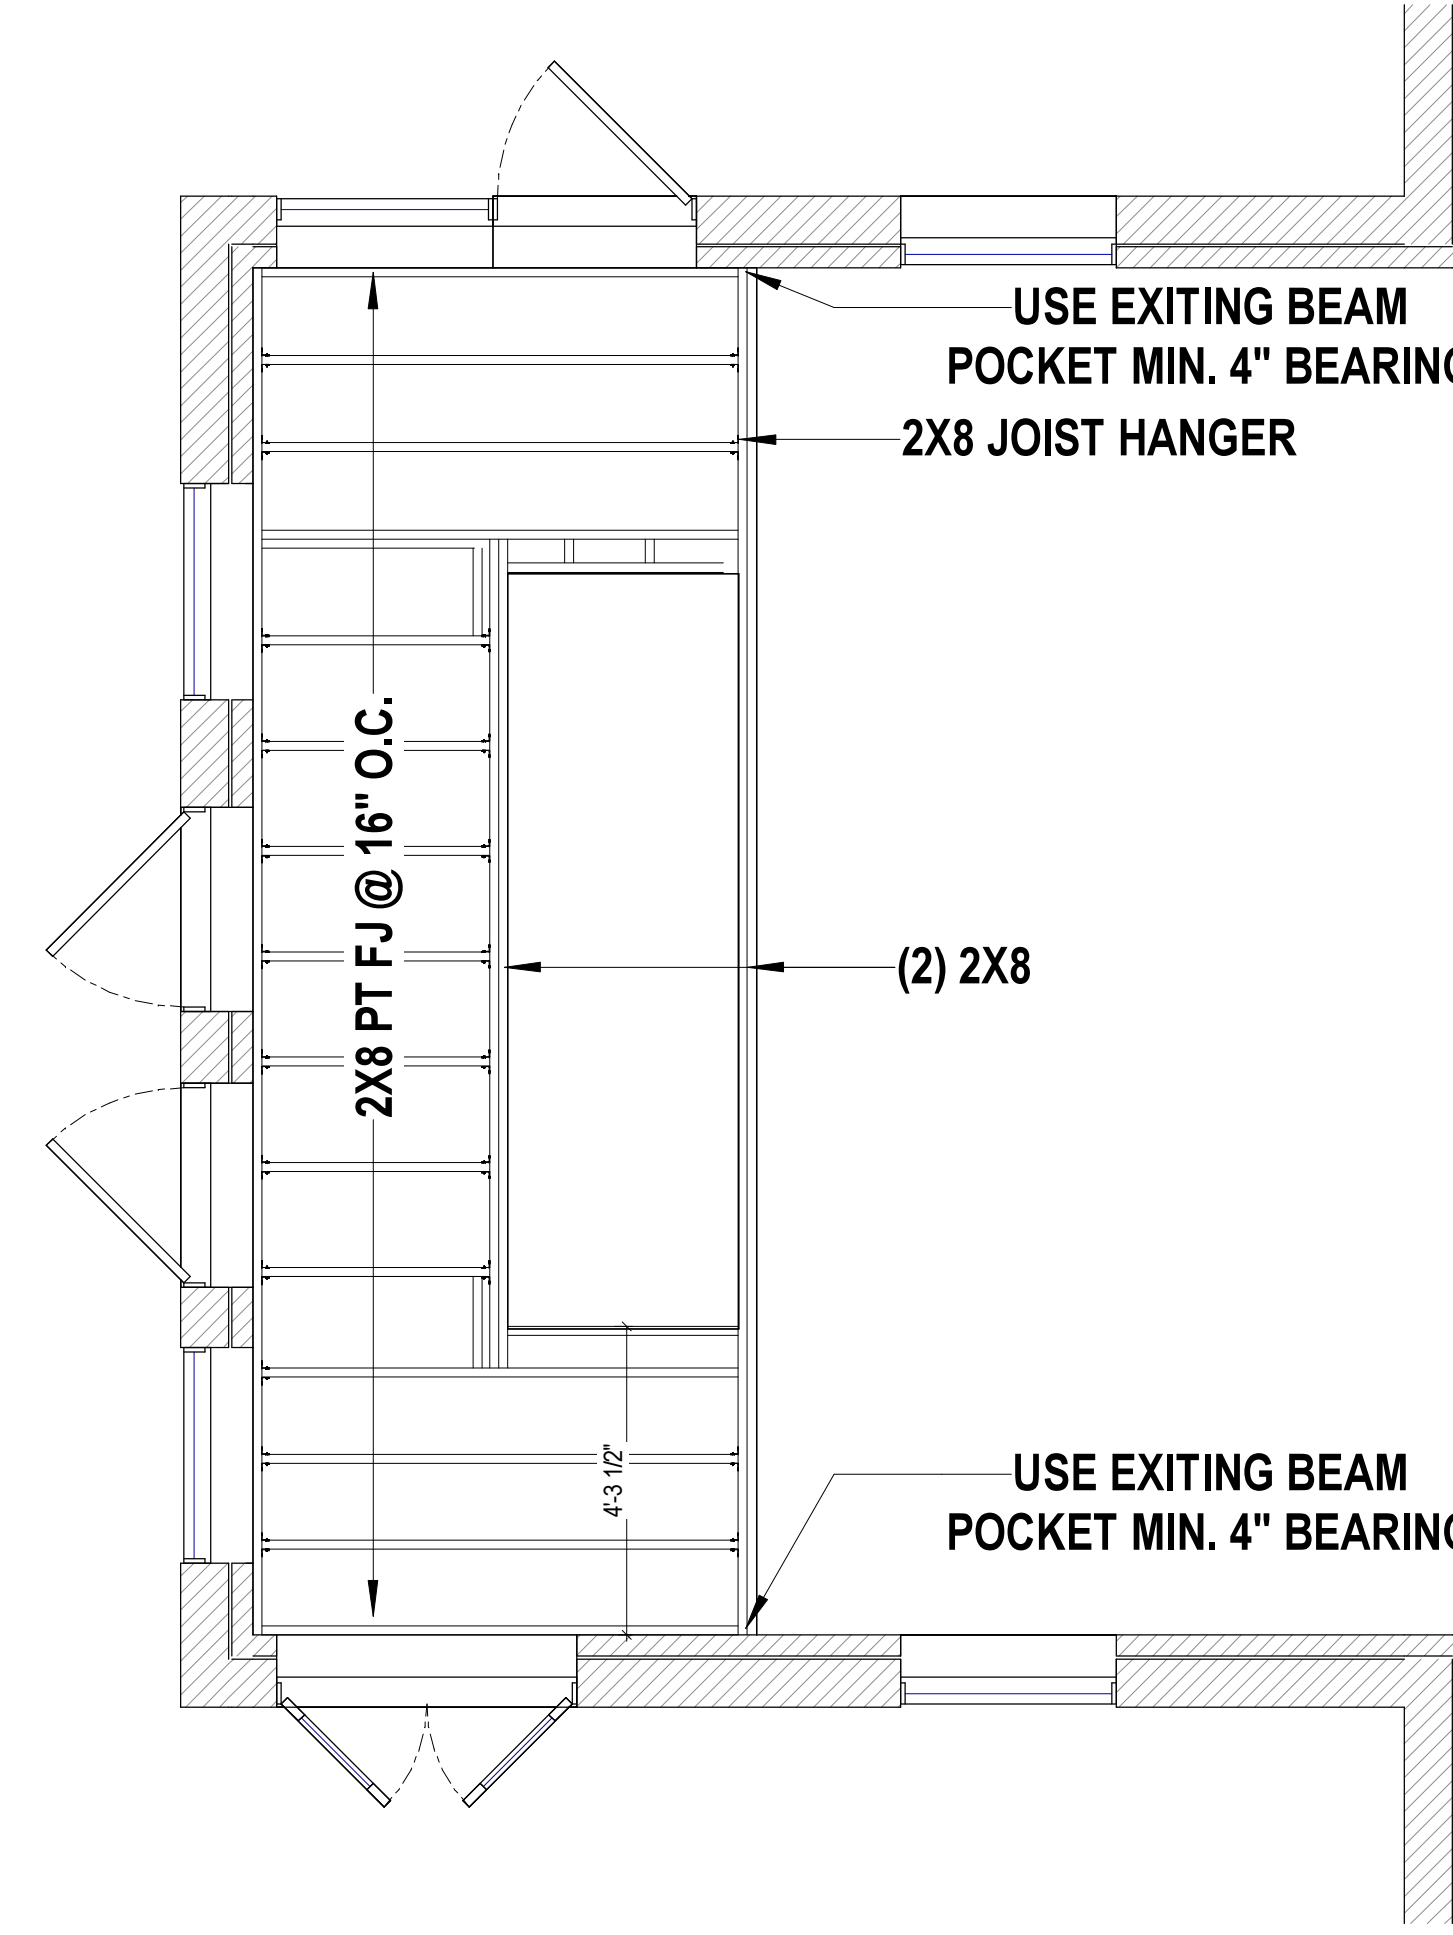 USE EXITING BEAM
POCKET MIN. 4" BEARING
2X8 JOIST HANGER
2X8 PT FJ @ 16" O.C.
(2) 2X8
4'-3 1/2"
USE EXITING BEAM
POCKET MIN. 4" BEARING